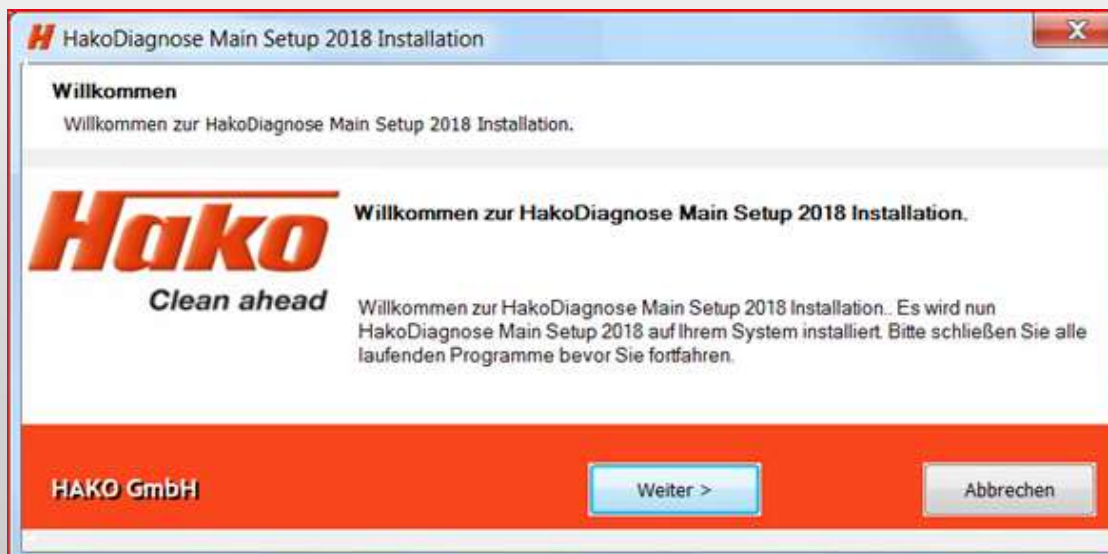 HakoDiagnose Main Setup 2018 Installation
X
Willkommen
Willkommen zur HakoDiagnose Main Setup 2018 Installation.
Hako
Clean ahead
Willkommen zur HakoDiagnose Main Setup 2018 Installation.
Willkommen zur HakoDiagnose Main Setup 2018 Installation.. Es wird nun
HakoDiagnose Main Setup 2018 auf Ihrem System installiert. Bitte schließen Sie alle
laufenden Programme bevor Sie fortfahren.
HAKO GmbH
Weiter >
Abbrechen